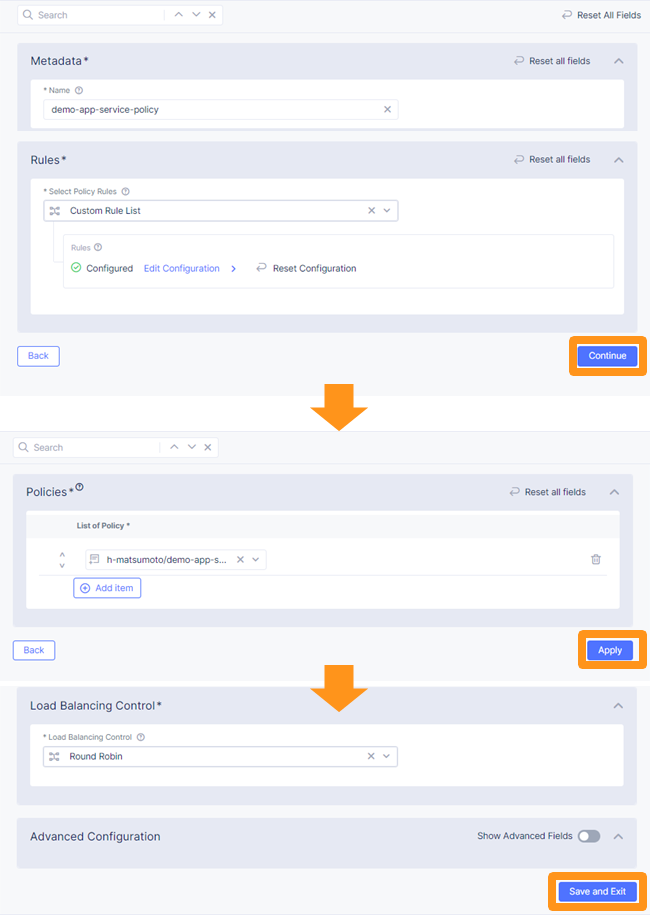 Search
Reset All Fields
Metadata*
Reset all fields
* Name
demo-app-service-policy
Rules*
Reset all fields
* Select Policy Rules
Custom Rule List
Rules
Configured Edit Configuration Reset Configuration
Back
Continue
Search
Policies*
Reset all fields
List of Policy *
h-matsumoto/demo-app-s...
Add item
Back
Apply
Load Balancing Control*
* Load Balancing Control
Round Robin
Advanced Configuration
Show Advanced Fields
Save and Exit